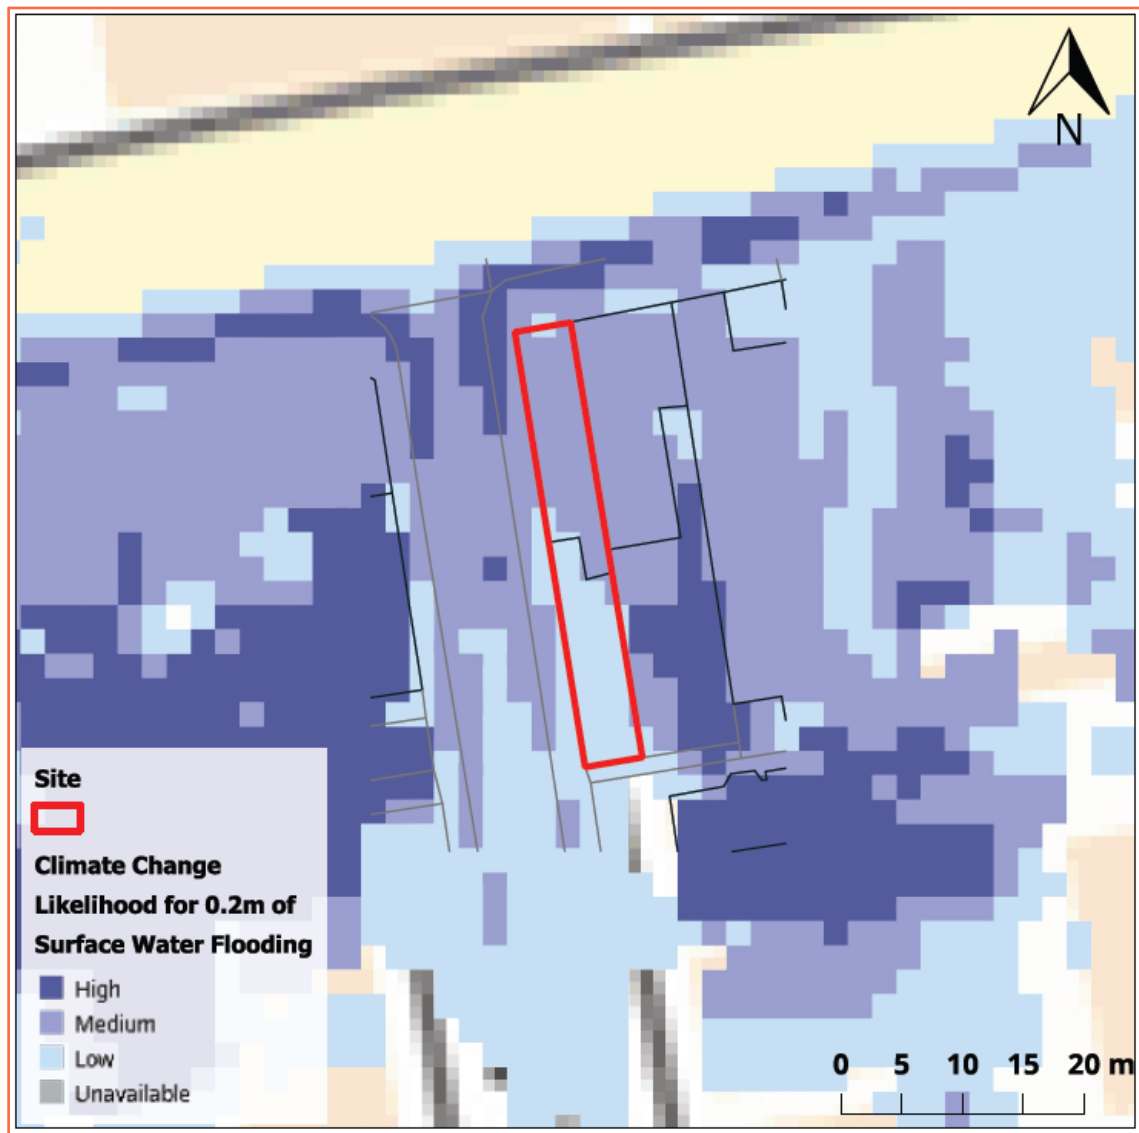 N
Site
Climate Change
Likelihood for 0.2m of
Surface Water Flooding
High
Medium
Low
Unavailable
0 5 10 15 20 m